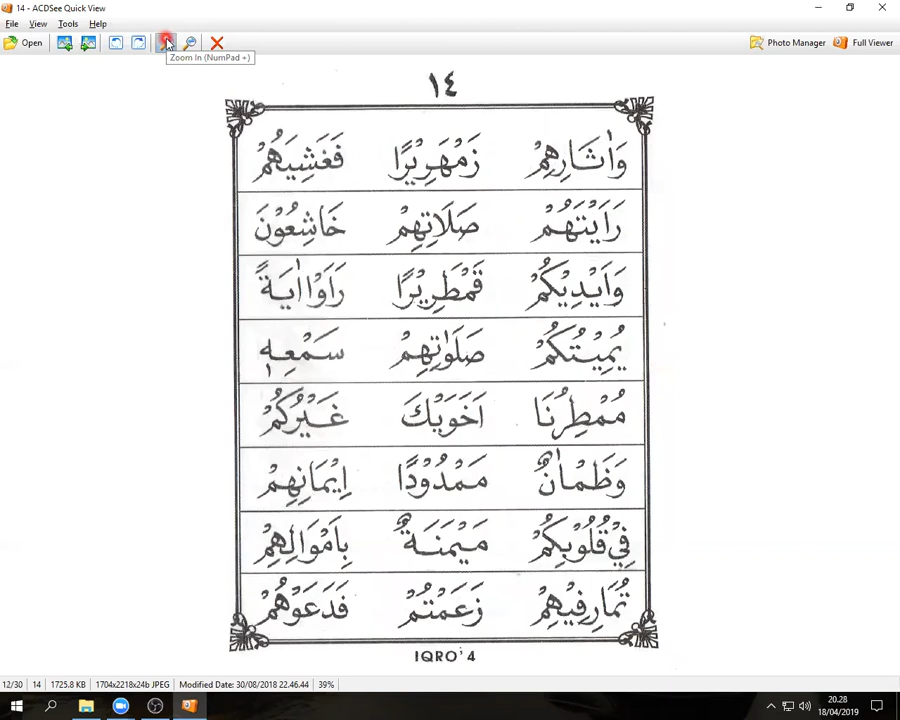 14 - ACDSee Quick View
File View Tools Help
Open
Photo Manager Full Viewer
Zoom In (NumPad +)
١٤
وَاٰثَارِهِمْ زَمْهَرِيْرًا فَغَشِيَهُمْ
رَاَيْتَهُمْ صَلَاتِهِمْ خَاشِعُوْنَ
وَاَيْدِيْكُمْ قَمْطَرِيْرًا رَاَوْا اٰيَةً
يُمِيْتُكُمْ صَلَوٰتِهِمْ سَمْعِهٖ
مُمْطِرُنَا اَخَوَيْكَ غَيْرُكُمْ
وَظَمْاٰنٌ مَمْدُوْدًا اِيْمَانِهِمْ
فِيْ قُلُوْبِكُمْ مَيْمَنَةٌ بِاَمْوَالِهِمْ
تُمَارِفِيْهِمْ زَعَمْتُمْ فَدَعَوْهُمْ
IQRO' 4
12/30 14 1725.8 KB 1704x2218x24b JPEG Modified Date: 30/08/2018 22.46.44 39%
20.28
18/04/2019